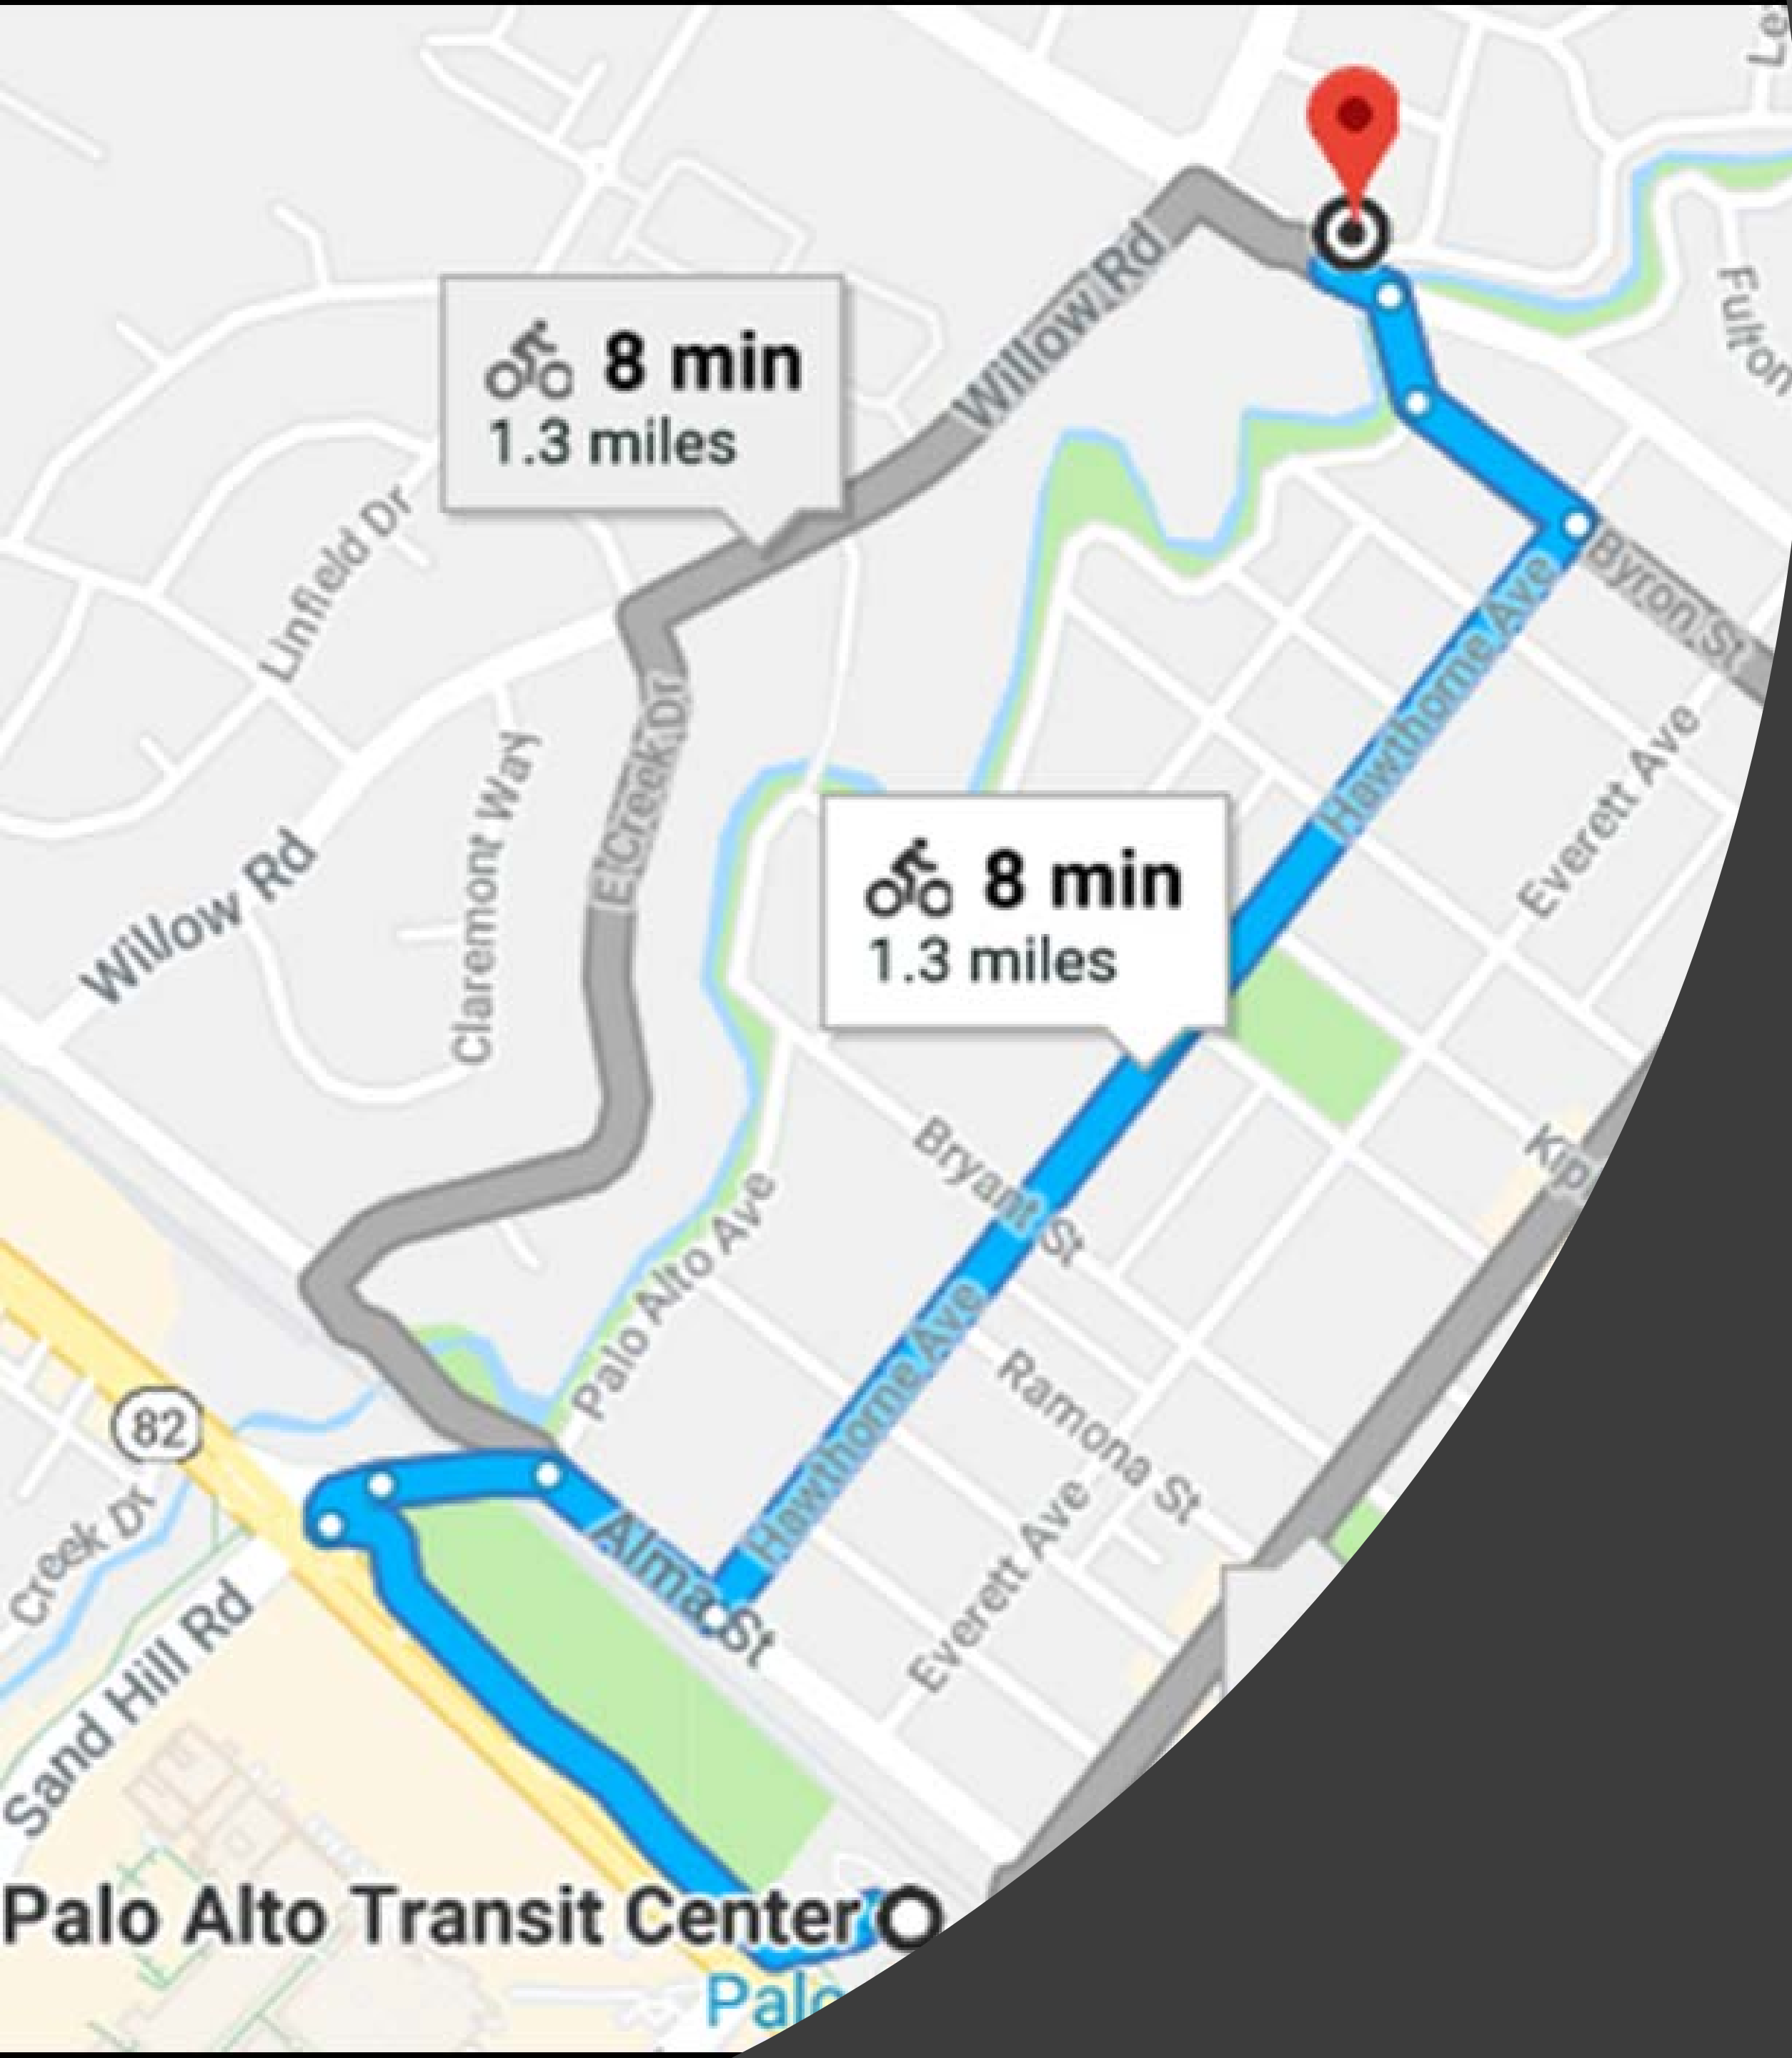 Willow Rd
Fulton
8 min
1.3 miles
Linfield Dr
Byron St
Hawthorne Ave
E Creek Dr
Claremont Way
Everett Ave
Willow Rd
8 min
1.3 miles
Bryant St
Kip
Palo Alto Ave
Hawthorne Ave
Ramona St
82
Creek Dr
Alma St
Everett Ave
Sand Hill Rd
Palo Alto Transit Center
Palo